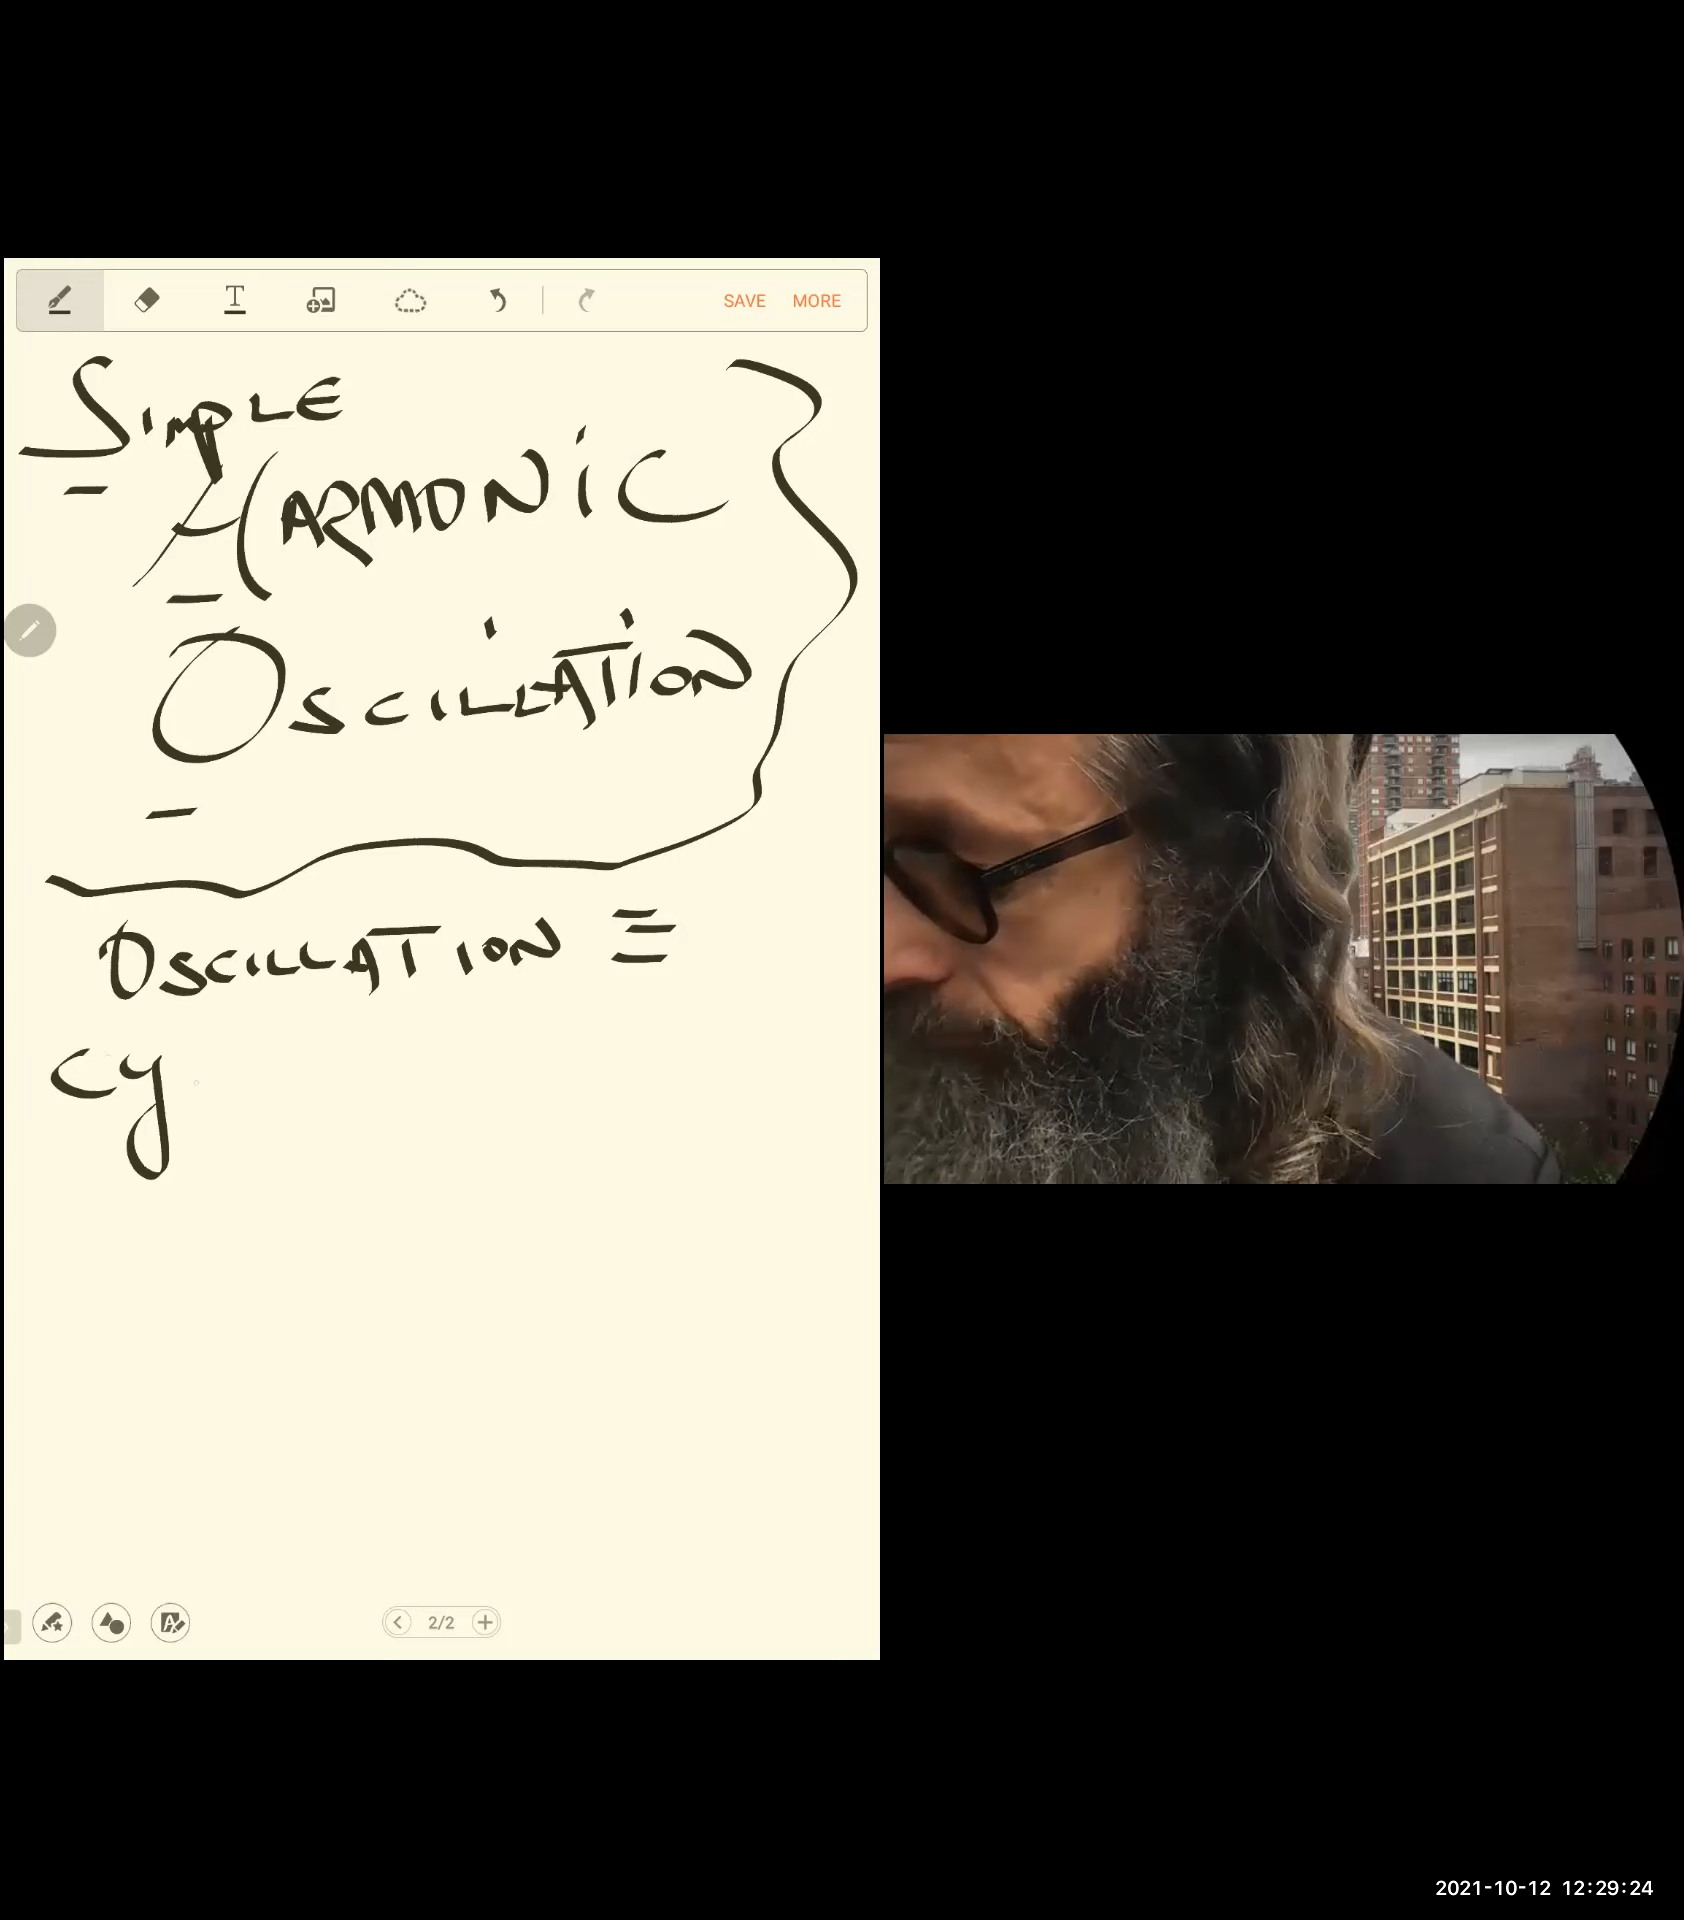 T SAVE MORE
SIMPLE
HARMONIC
OSCILLATION
OSCILLATION ≡
cy
A 2/2
2021-10-12 12:29:24